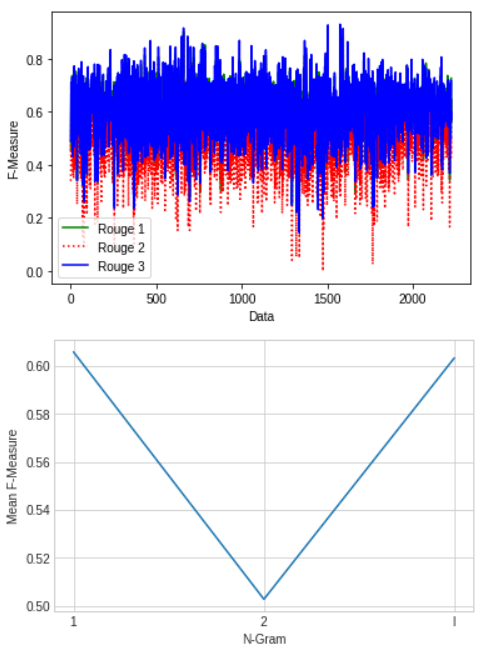 0.8
0.6
0.4
0.2
0.0
F-Measure
Rouge 1
Rouge 2
Rouge 3
0 500 1000 1500 2000
Data
0.60
0.58
0.56
0.54
0.52
0.50
Mean F-Measure
1 2 l
N-Gram